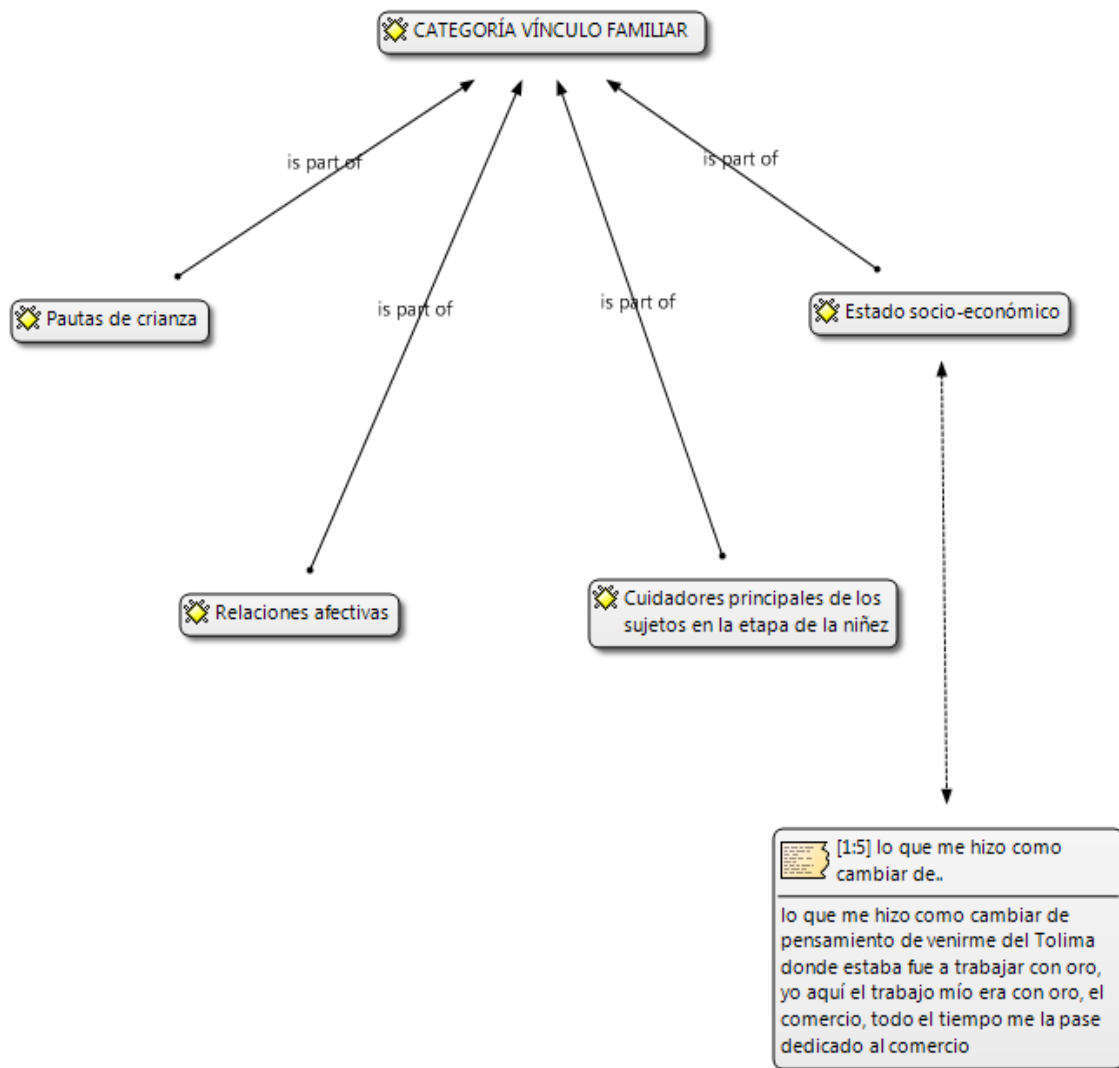 CATEGORÍA VÍNCULO FAMILIAR
is part of
is part of
is part of
is part of
Pautas de crianza
Estado socio-económico
Relaciones afectivas
Cuidadores principales de los
sujetos en la etapa de la niñez
[1:5] lo que me hizo como
cambiar de..
lo que me hizo como cambiar de
pensamiento de venirme del Tolima
donde estaba fue a trabajar con oro,
yo aquí el trabajo mío era con oro, el
comercio, todo el tiempo me la pase
dedicado al comercio